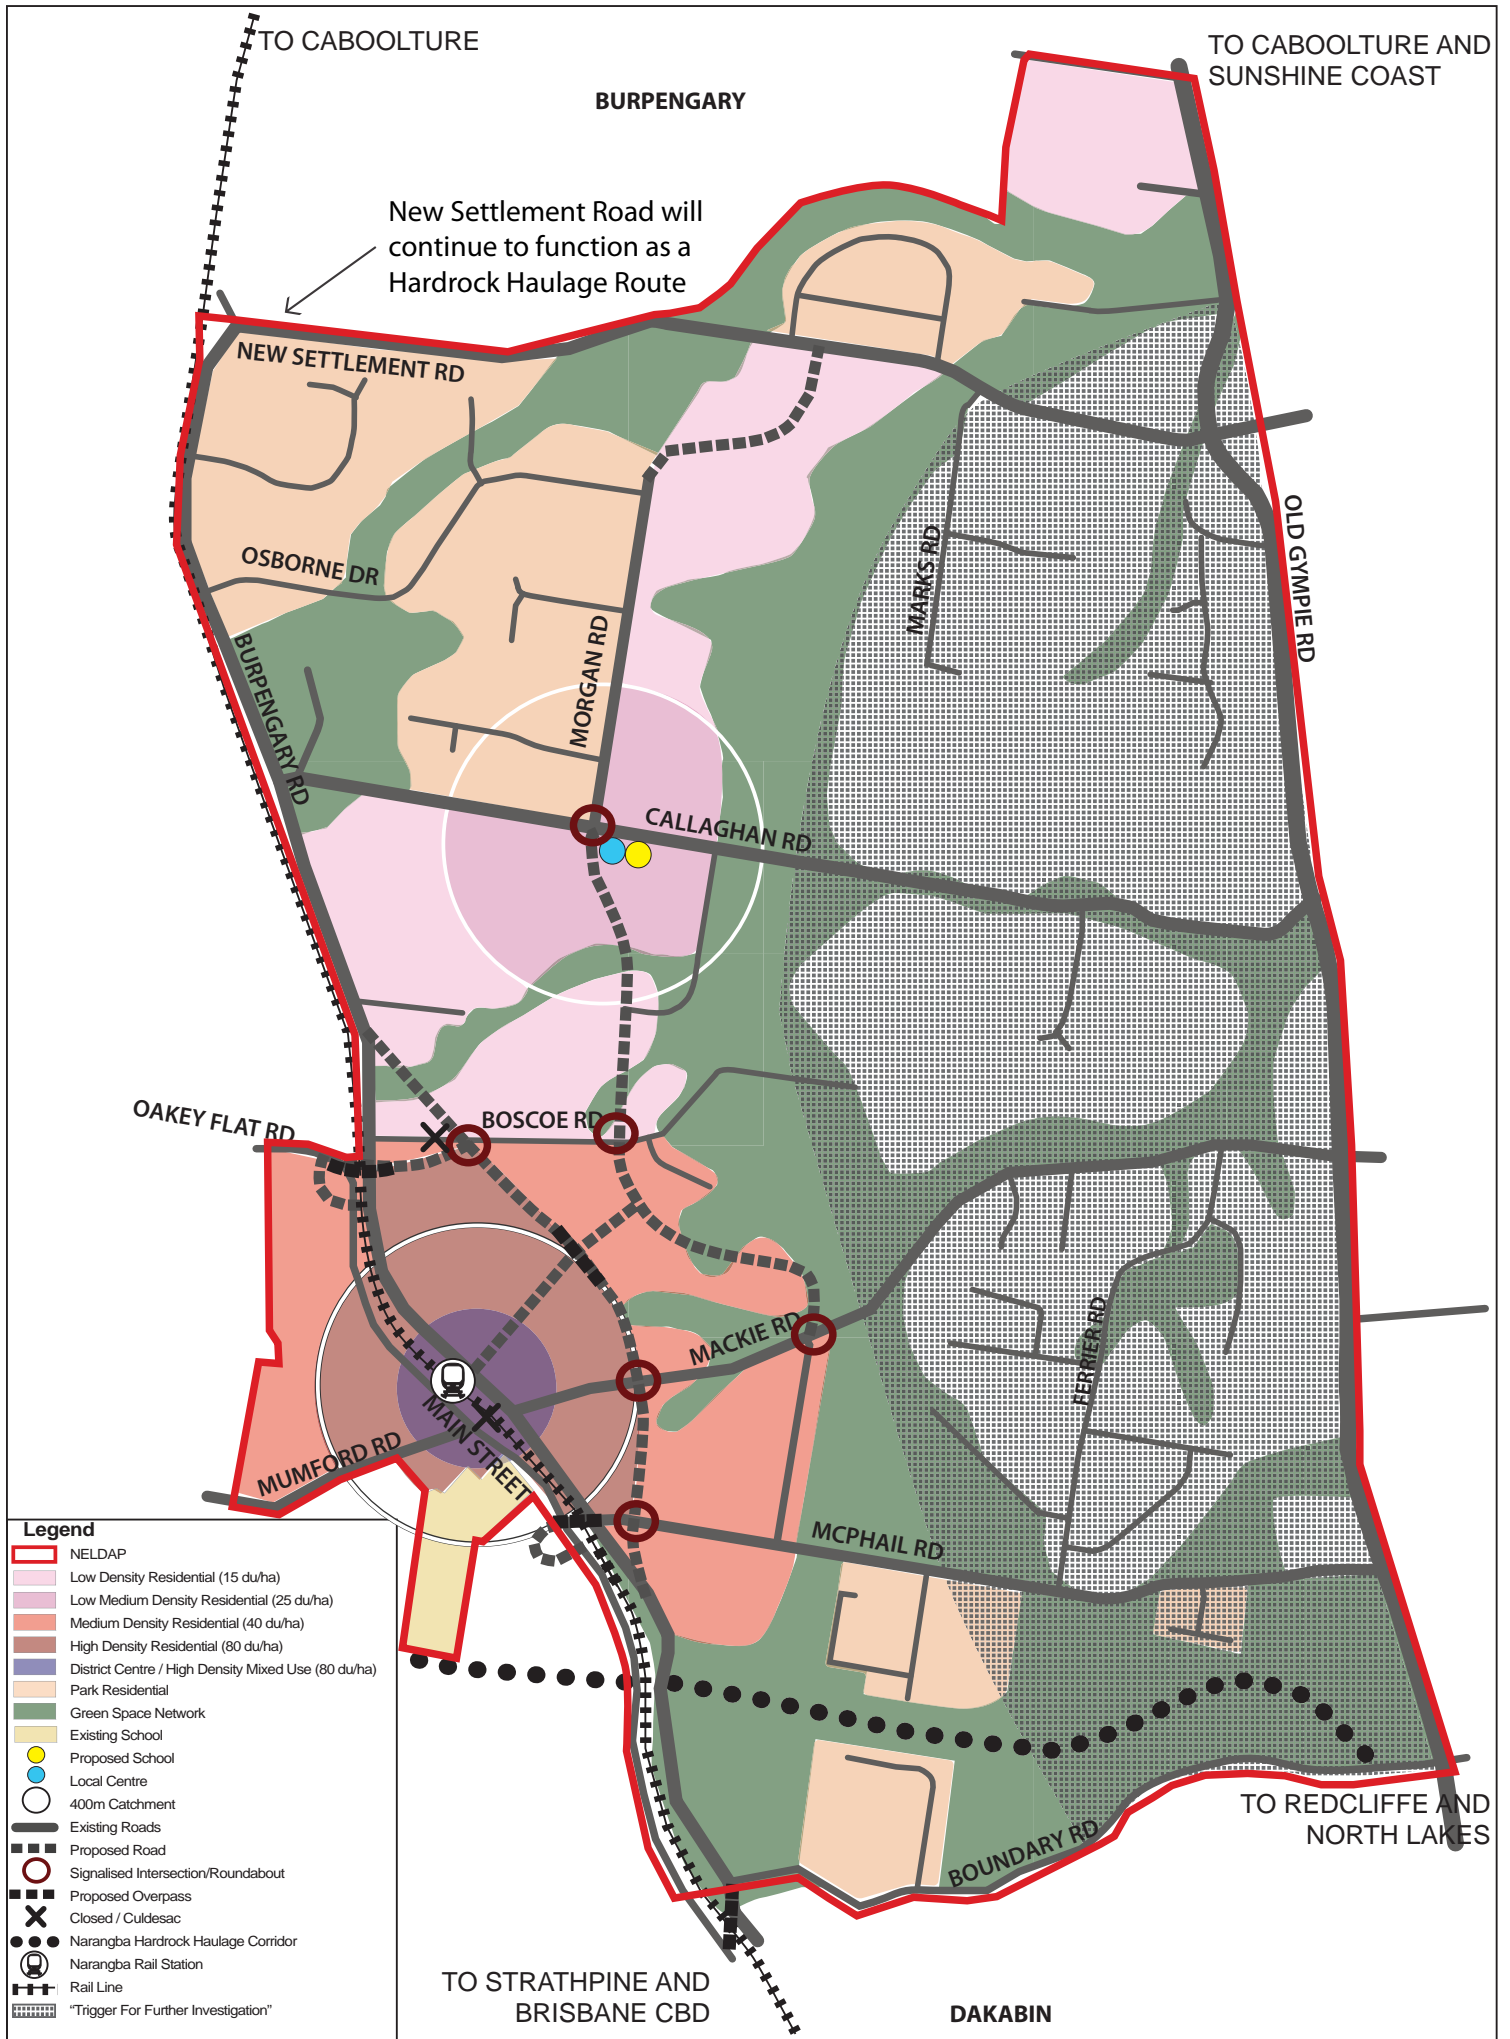 TO CABOOLTURE
TO CABOOLTURE AND
SUNSHINE COAST
BURPENGARY
New Settlement Road will
continue to function as a
Hardrock Haulage Route
NEW SETTLEMENT RD
OSBORNE DR
MARKS RD
OLD GYMPIE RD
BURPENGARY RD
MORGAN RD
CALLAGHAN RD
OAKEY FLAT RD
BOSCOE RD
MACKIE RD
FERRIER RD
MAIN STREET
MUMFORD RD
MCPHAIL RD
BOUNDARY RD
TO REDCLIFFE AND
NORTH LAKES
TO STRATHPINE AND
BRISBANE CBD
DAKABIN
Legend
NELDAP
Low Density Residential (15 du/ha)
Low Medium Density Residential (25 du/ha)
Medium Density Residential (40 du/ha)
High Density Residential (80 du/ha)
District Centre / High Density Mixed Use (80 du/ha)
Park Residential
Green Space Network
Existing School
Proposed School
Local Centre
400m Catchment
Existing Roads
Proposed Road
Signalised Intersection/Roundabout
Proposed Overpass
Closed / Culdesac
Narangba Hardrock Haulage Corridor
Narangba Rail Station
Rail Line
"Trigger For Further Investigation"